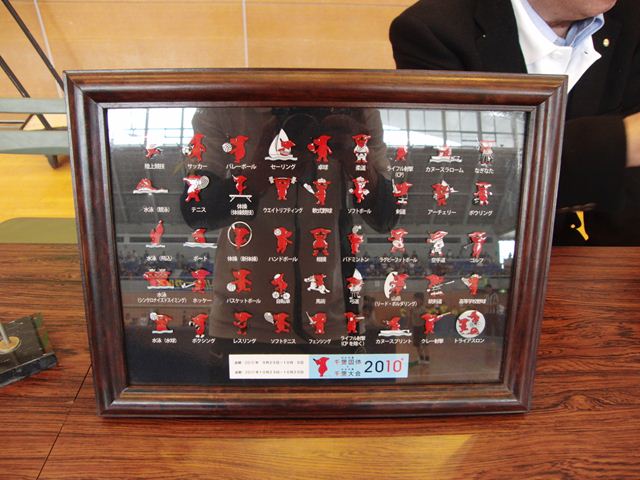 陸上競技 サッカー バレーボール セーリング 卓球 柔道 ライフル射撃(CP) カヌースラローム なぎなた
水泳(競泳) テニス 体操(体操競技) ウエイトリフティング 軟式野球 ソフトボール 剣道 アーチェリー ボウリング
水泳(飛込) ボート 体操(新体操) ハンドボール 相撲 バドミントン ラグビーフットボール 空手道 ゴルフ
水泳(シンクロナイズドスイミング) ホッケー バスケットボール 自転車 馬術 弓道 山岳(リード・ボルダリング) 銃剣道 高等学校野球
水泳(水球) ボクシング レスリング ソフトテニス フェンシング ライフル射撃(CPを除く) カヌースプリント クレー射撃 トライアスロン
千葉国体
千葉大会
2010